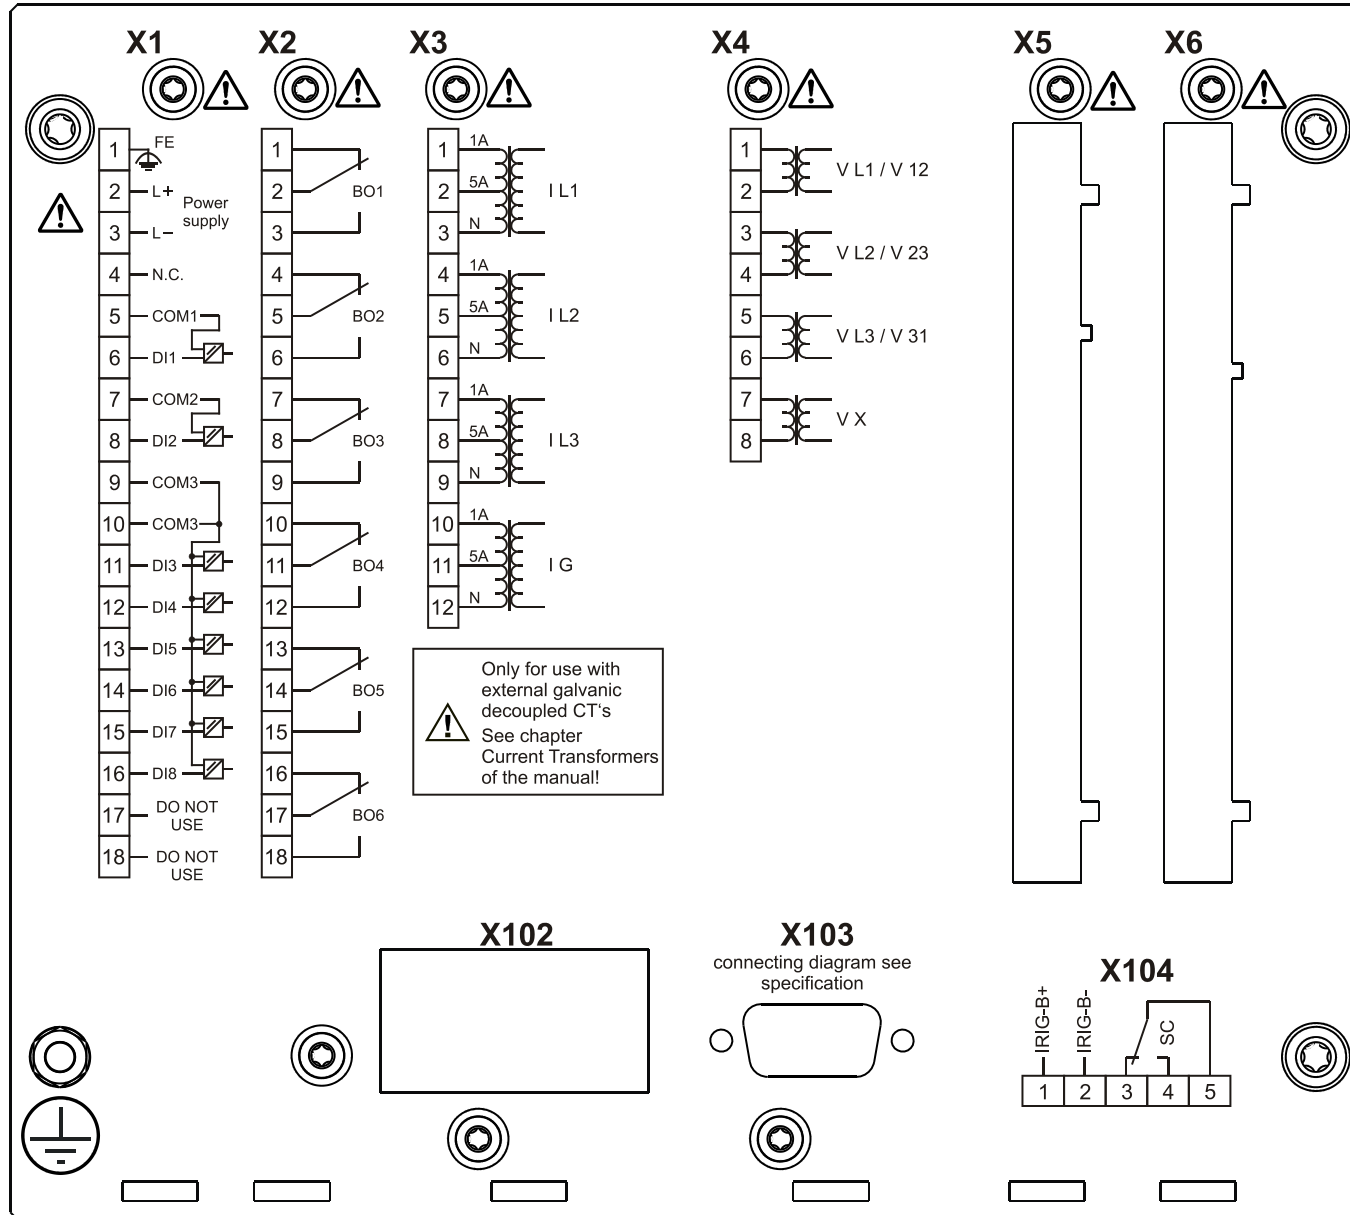 X1
X2
X3
X4
X5
X6
1 FE
2 L+
Power
supply
3 L−
4 N.C.
5 COM1
6 DI1
7 COM2
8 DI2
9 COM3
10 COM3
11 DI3
12 DI4
13 DI5
14 DI6
15 DI7
16 DI8
17 DO NOT
USE
18 DO NOT
USE
1
2 BO1
3
4
5 BO2
6
7
8 BO3
9
10
11 BO4
12
13
14 BO5
15
16
17 BO6
18
1 1A
2 5A I L1
3 N
4 1A
5 5A I L2
6 N
7 1A
8 5A I L3
9 N
10 1A
11 5A I G
12 N
Only for use with
external galvanic
decoupled CT‘s
See chapter
Current Transformers
of the manual!
1
V L1 / V 12
2
3
V L2 / V 23
4
5
V L3 / V 31
6
7
V X
8
X102
X103
connecting diagram see
specification
X104
IRIG-B+
IRIG-B-
SC
1 2 3 4 5